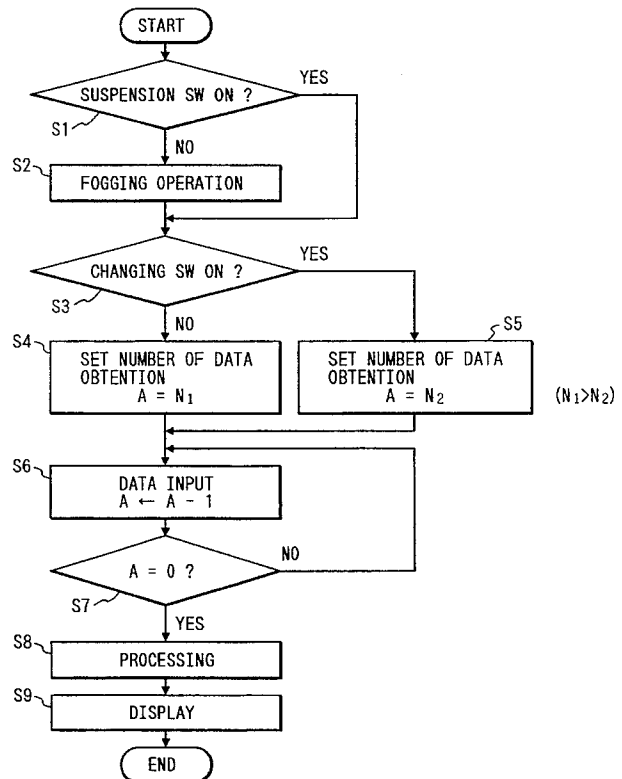 START
SUSPENSION SW ON ?
YES
S1
NO
S2
FOGGING OPERATION
CHANGING SW ON ?
YES
S3
NO
S4
SET NUMBER OF DATA
OBTENTION
A = N₁
S5
SET NUMBER OF DATA
OBTENTION
A = N₂
(N₁>N₂)
S6
DATA INPUT
A ← A - 1
A = 0 ?
NO
S7
YES
S8
PROCESSING
S9
DISPLAY
END